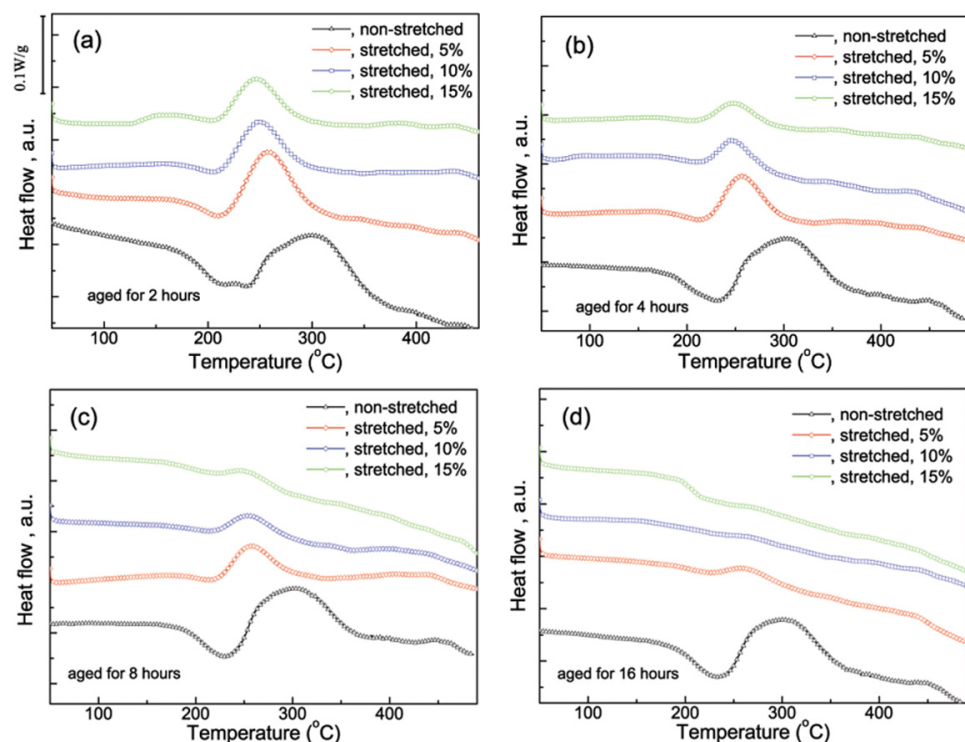 (a)
, non-stretched
, stretched, 5%
, stretched, 10%
, stretched, 15%
0.1W/g
Heat flow , a.u.
aged for 2 hours
100 200 300 400
Temperature (°C)
(b)
, non-stretched
, stretched, 5%
, stretched, 10%
, stretched, 15%
Heat flow , a.u.
aged for 4 hours
100 200 300 400
Temperature (°C)
(c)
, non-stretched
, stretched, 5%
, stretched, 10%
, stretched, 15%
Heat flow , a.u.
aged for 8 hours
100 200 300 400
Temperature (°C)
(d)
, non-stretched
, stretched, 5%
, stretched, 10%
, stretched, 15%
Heat flow , a.u.
aged for 16 hours
100 200 300 400
Temperature (°C)